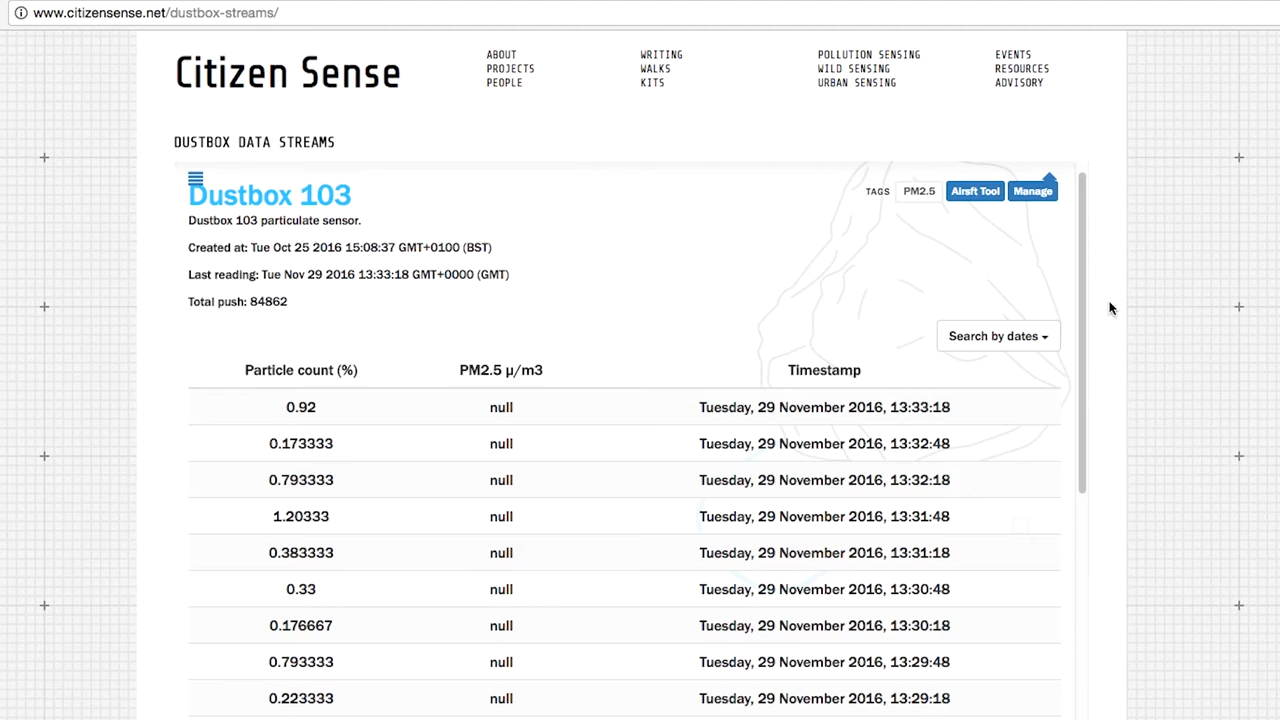 www.citizensense.net/dustbox-streams/
Citizen Sense
ABOUT
PROJECTS
PEOPLE
WRITING
WALKS
KITS
POLLUTION SENSING
WILD SENSING
URBAN SENSING
EVENTS
RESOURCES
ADVISORY
DUSTBOX DATA STREAMS
Dustbox 103
TAGS PM2.5 Airsft Tool Manage
Dustbox 103 particulate sensor.
Created at: Tue Oct 25 2016 15:08:37 GMT+0100 (BST)
Last reading: Tue Nov 29 2016 13:33:18 GMT+0000 (GMT)
Total push: 84862
Search by dates
Particle count (%) PM2.5 μ/m3 Timestamp
0.92 null Tuesday, 29 November 2016, 13:33:18
0.173333 null Tuesday, 29 November 2016, 13:32:48
0.793333 null Tuesday, 29 November 2016, 13:32:18
1.20333 null Tuesday, 29 November 2016, 13:31:48
0.383333 null Tuesday, 29 November 2016, 13:31:18
0.33 null Tuesday, 29 November 2016, 13:30:48
0.176667 null Tuesday, 29 November 2016, 13:30:18
0.793333 null Tuesday, 29 November 2016, 13:29:48
0.223333 null Tuesday, 29 November 2016, 13:29:18